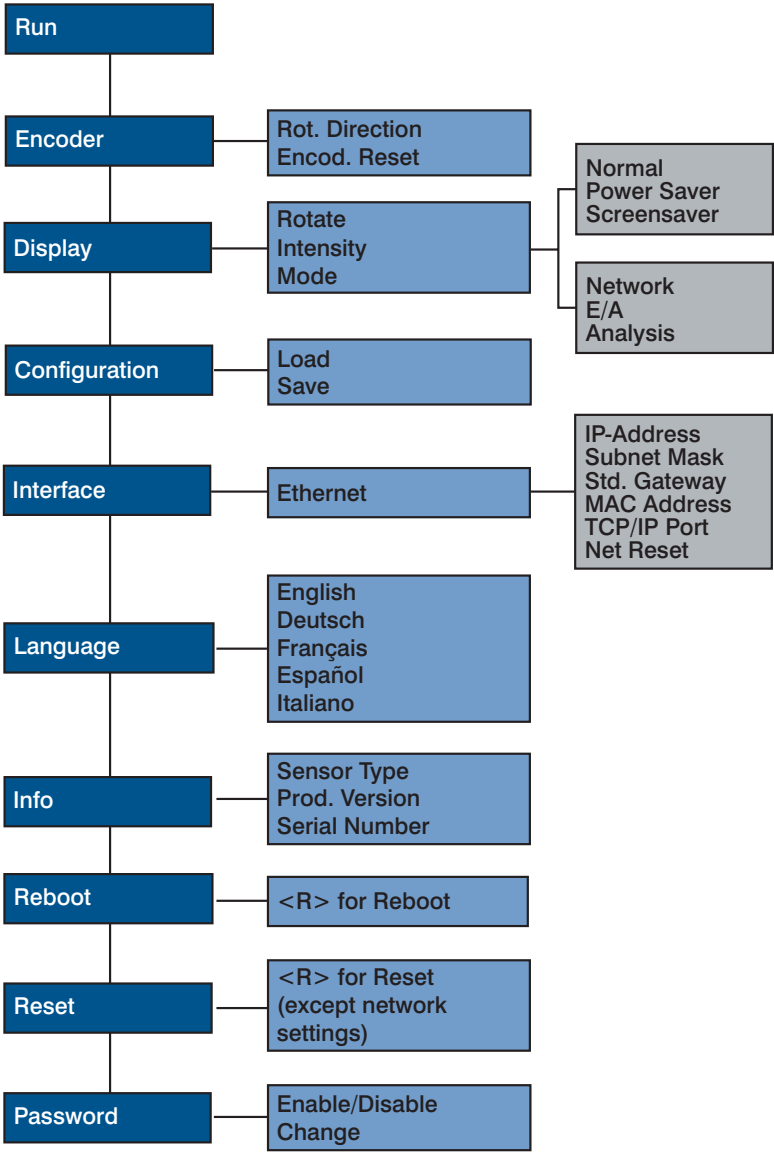 Run
Encoder
Rot. Direction
Encod. Reset
Display
Rotate
Intensity
Mode
Normal
Power Saver
Screensaver
Network
E/A
Analysis
Configuration
Load
Save
Interface
Ethernet
IP-Address
Subnet Mask
Std. Gateway
MAC Address
TCP/IP Port
Net Reset
Language
English
Deutsch
Français
Español
Italiano
Info
Sensor Type
Prod. Version
Serial Number
Reboot
<R> for Reboot
Reset
<R> for Reset
(except network
settings)
Password
Enable/Disable
Change